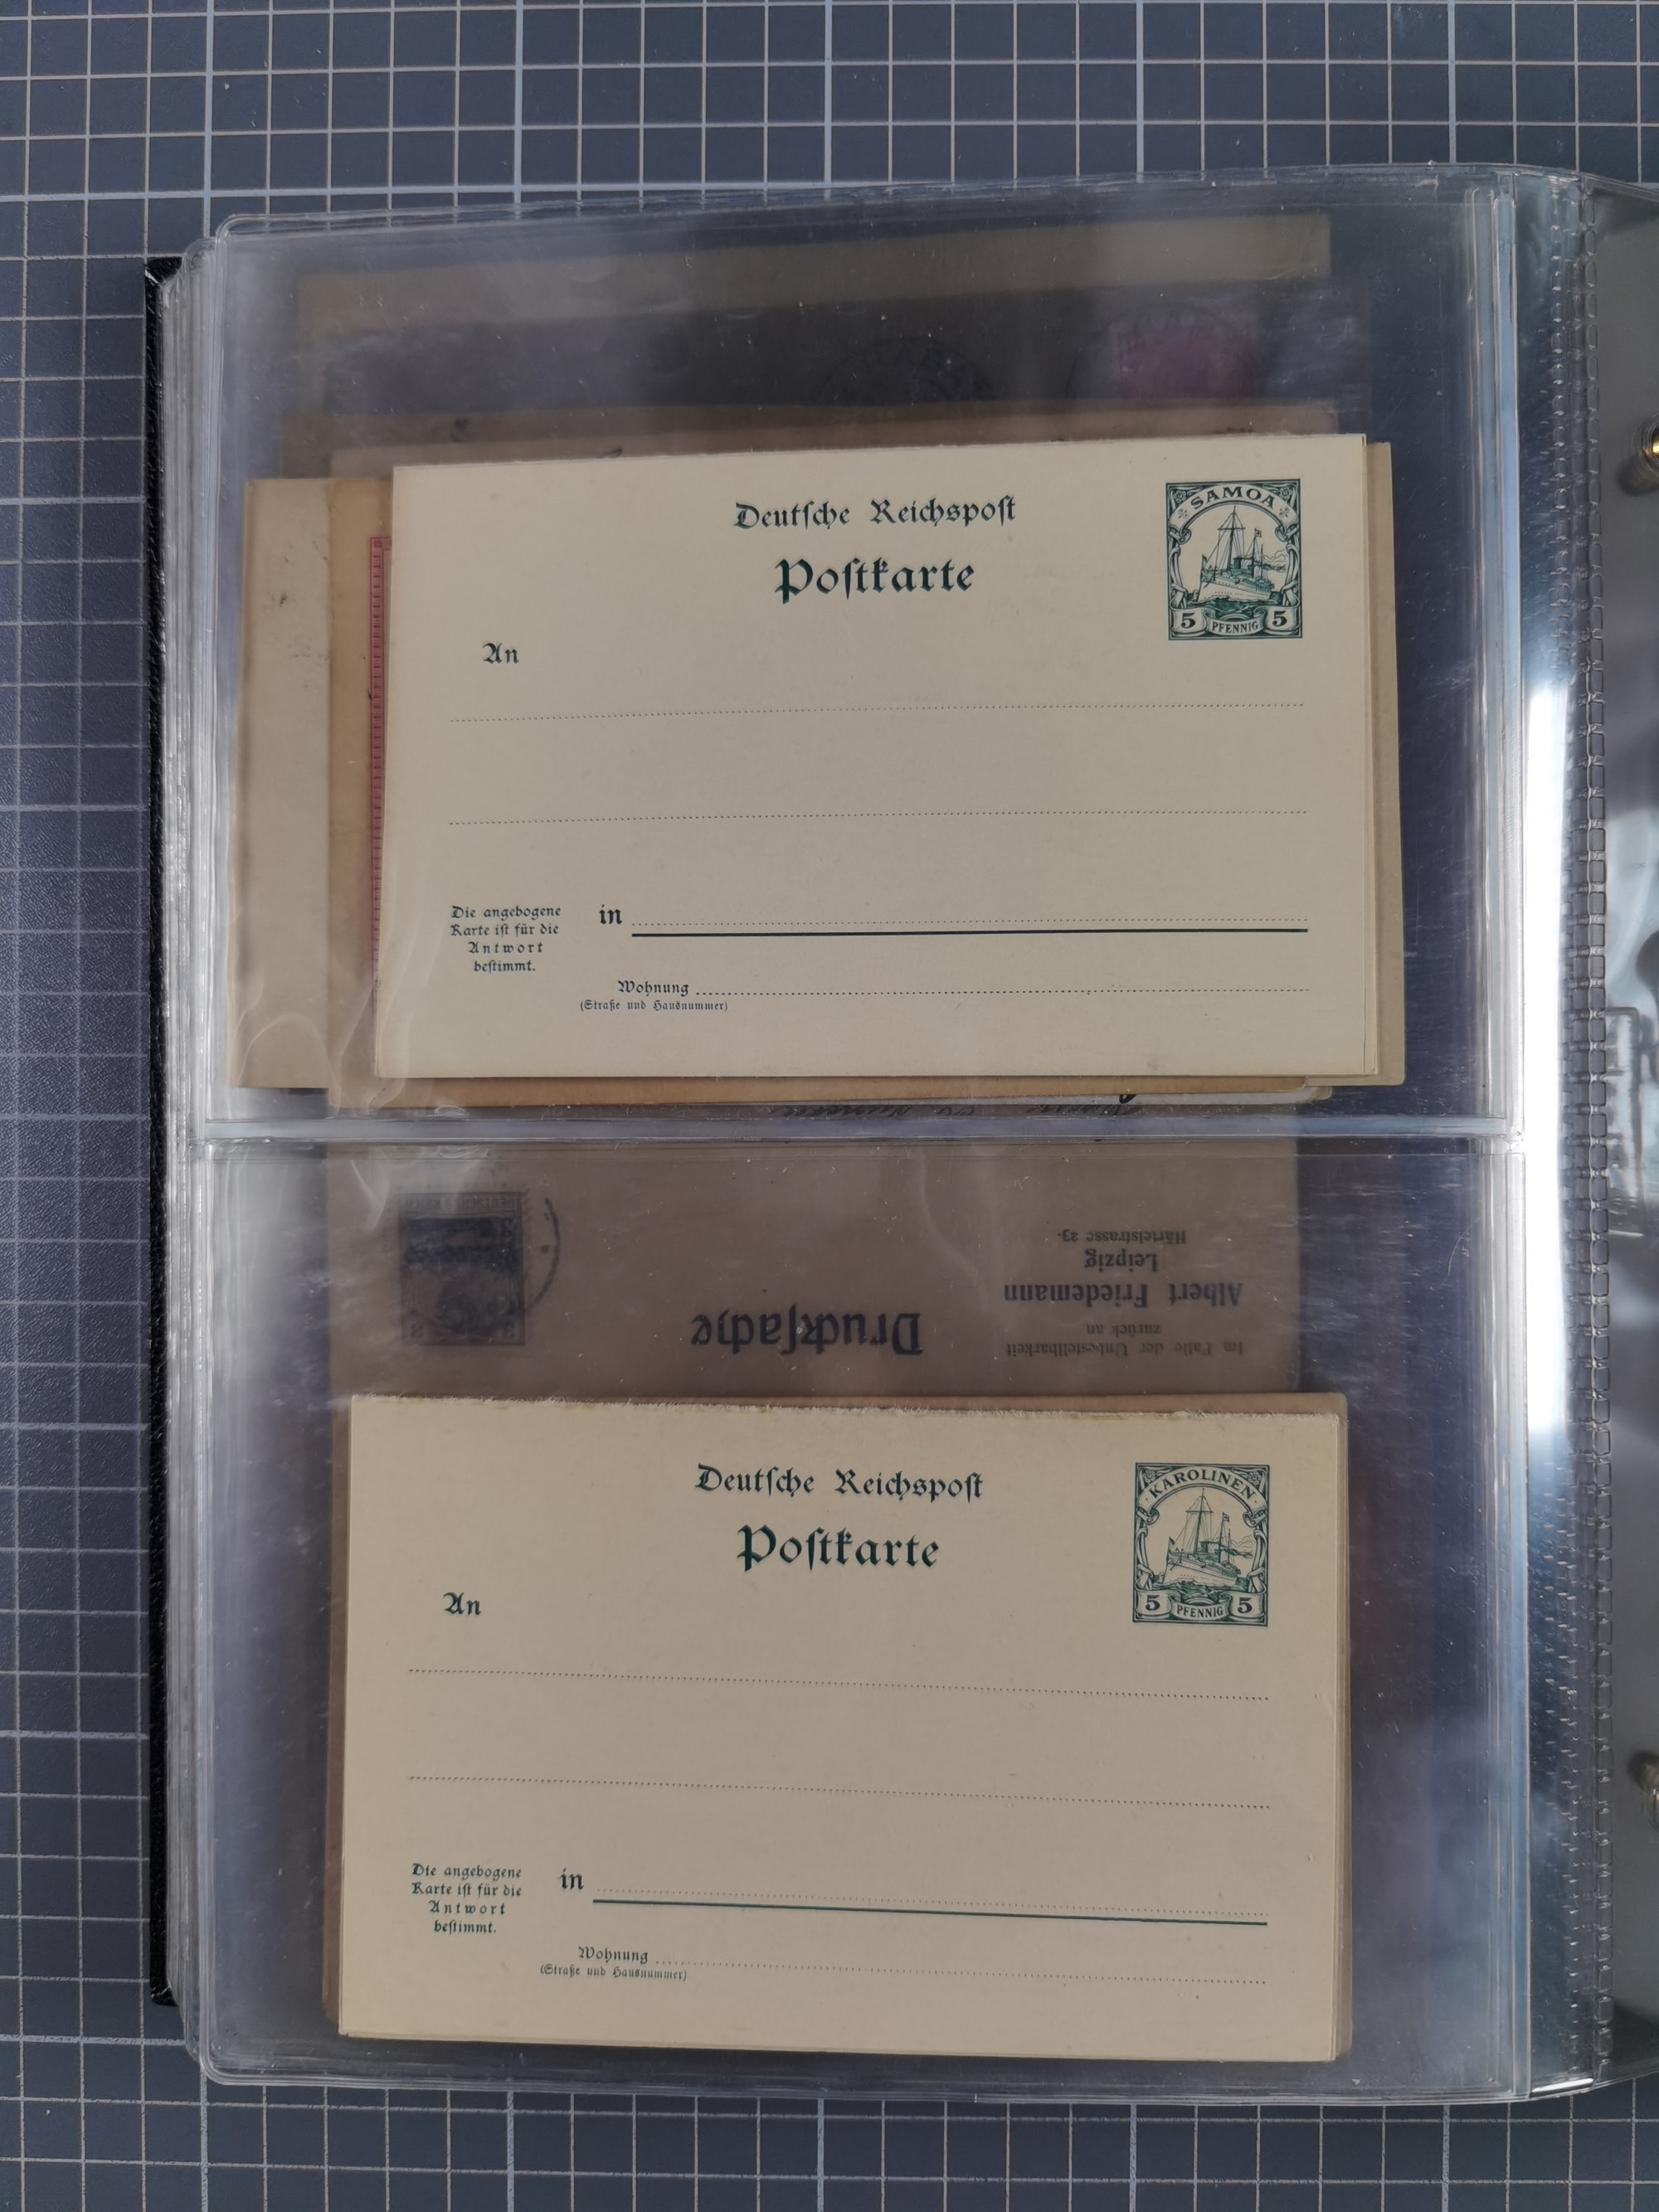 Deutſche Reichspoſt
Poſtkarte
SAMOA
5 PFENNIG 5
An
Die angebogene
Karte iſt für die
Antwort
beſtimmt.
in
Wohnung
(Straße und Hausnummer)
Im Falle der Unbestellbarkeit
zurück an
Albert Friedemann
Leipzig
Härtelstrasse 23.
Druckſache
Deutſche Reichspoſt
Poſtkarte
KAROLINEN
5 PFENNIG 5
An
Die angebogene
Karte iſt für die
Antwort
beſtimmt.
in
Wohnung
(Straße und Hausnummer)